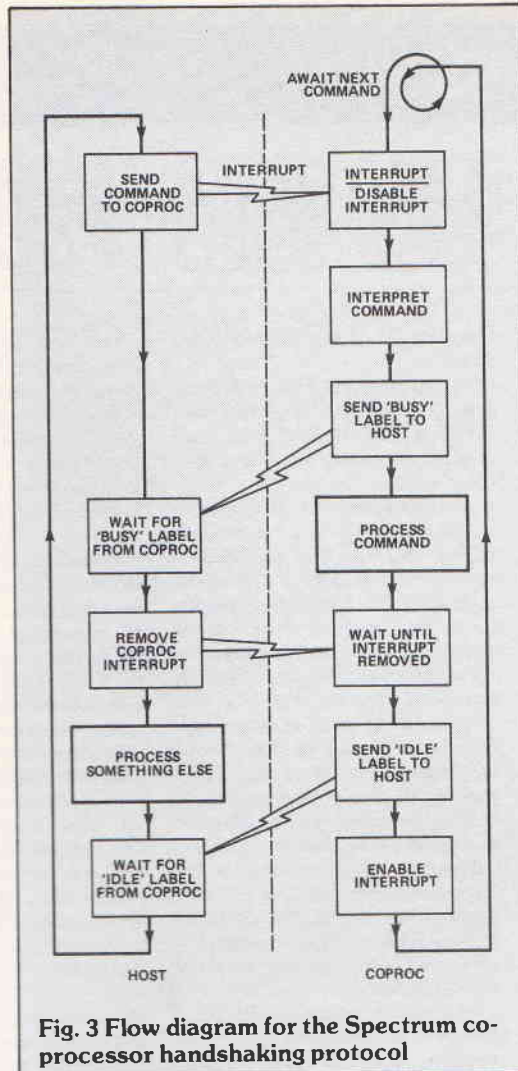 AWAIT NEXT
COMMAND
SEND
COMMAND
TO COPROC
INTERRUPT
INTERRUPT
DISABLE
INTERRUPT
INTERPRET
COMMAND
SEND 'BUSY'
LABEL TO
HOST
WAIT FOR
'BUSY' LABEL
FROM COPROC
PROCESS
COMMAND
REMOVE
COPROC
INTERRUPT
WAIT UNTIL
INTERRUPT
REMOVED
PROCESS
SOMETHING
ELSE
SEND 'IDLE'
LABEL TO
HOST
WAIT FOR
'IDLE' LABEL
FROM COPROC
ENABLE
INTERRUPT
HOST
COPROC
Fig. 3 Flow diagram for the Spectrum co-
processor handshaking protocol